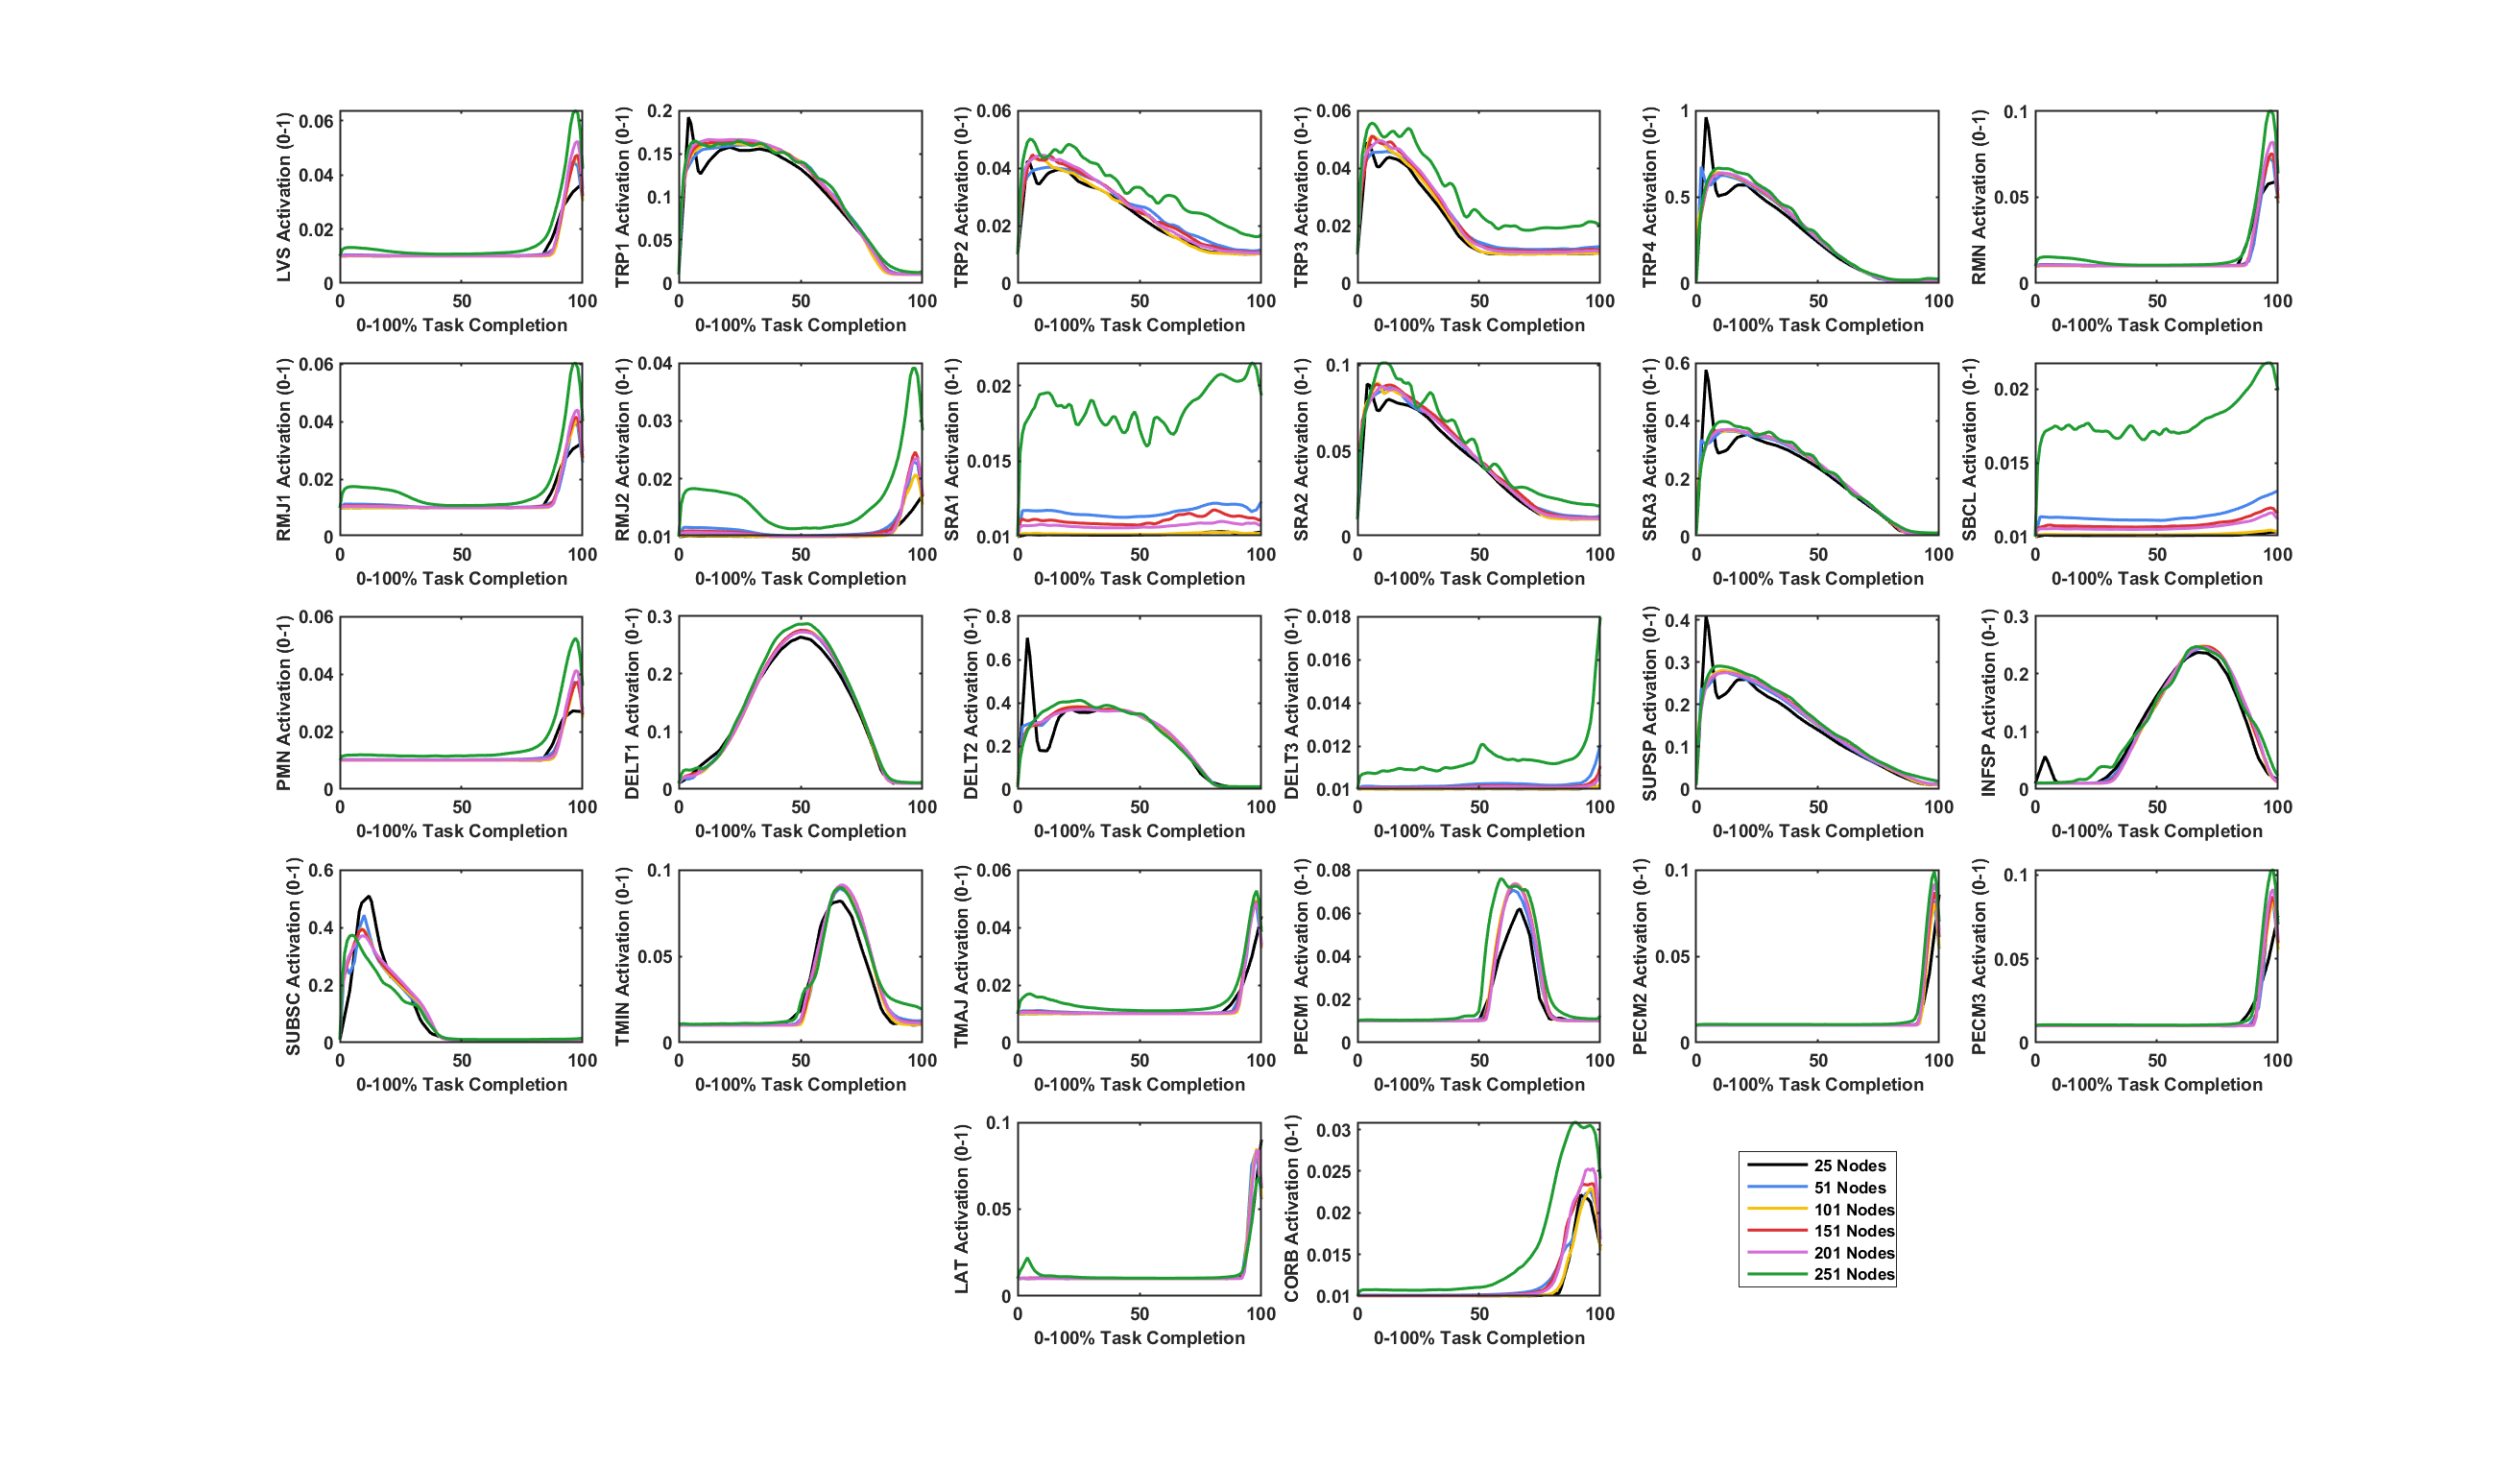 LVS Activation (0-1)
0.06
0.04
0.02
0
0 50 100
0-100% Task Completion
TRP1 Activation (0-1)
0.2
0.15
0.1
0.05
0
0 50 100
0-100% Task Completion
TRP2 Activation (0-1)
0.06
0.04
0.02
0
0 50 100
0-100% Task Completion
TRP3 Activation (0-1)
0.06
0.04
0.02
0
0 50 100
0-100% Task Completion
TRP4 Activation (0-1)
1
0.5
0
0 50 100
0-100% Task Completion
RMN Activation (0-1)
0.1
0.05
0
0 50 100
0-100% Task Completion
RMJ1 Activation (0-1)
0.06
0.04
0.02
0
0 50 100
0-100% Task Completion
RMJ2 Activation (0-1)
0.04
0.03
0.02
0.01
0 50 100
0-100% Task Completion
SRA1 Activation (0-1)
0.02
0.015
0.01
0 50 100
0-100% Task Completion
SRA2 Activation (0-1)
0.1
0.05
0
0 50 100
0-100% Task Completion
SRA3 Activation (0-1)
0.6
0.4
0.2
0
0 50 100
0-100% Task Completion
SBCL Activation (0-1)
0.02
0.015
0.01
0 50 100
0-100% Task Completion
PMN Activation (0-1)
0.06
0.04
0.02
0
0 50 100
0-100% Task Completion
DELT1 Activation (0-1)
0.3
0.2
0.1
0
0 50 100
0-100% Task Completion
DELT2 Activation (0-1)
0.8
0.6
0.4
0.2
0
0 50 100
0-100% Task Completion
DELT3 Activation (0-1)
0.018
0.016
0.014
0.012
0.01
0 50 100
0-100% Task Completion
SUPSP Activation (0-1)
0.4
0.3
0.2
0.1
0
0 50 100
0-100% Task Completion
INFSP Activation (0-1)
0.3
0.2
0.1
0
0 50 100
0-100% Task Completion
SUBSC Activation (0-1)
0.6
0.4
0.2
0
0 50 100
0-100% Task Completion
TMIN Activation (0-1)
0.1
0.05
0
0 50 100
0-100% Task Completion
TMAJ Activation (0-1)
0.06
0.04
0.02
0
0 50 100
0-100% Task Completion
PECM1 Activation (0-1)
0.08
0.06
0.04
0.02
0
0 50 100
0-100% Task Completion
PECM2 Activation (0-1)
0.1
0.05
0
0 50 100
0-100% Task Completion
PECM3 Activation (0-1)
0.1
0.05
0
0 50 100
0-100% Task Completion
LAT Activation (0-1)
0.1
0.05
0
0 50 100
0-100% Task Completion
CORB Activation (0-1)
0.03
0.025
0.02
0.015
0.01
0 50 100
0-100% Task Completion
25 Nodes
51 Nodes
101 Nodes
151 Nodes
201 Nodes
251 Nodes